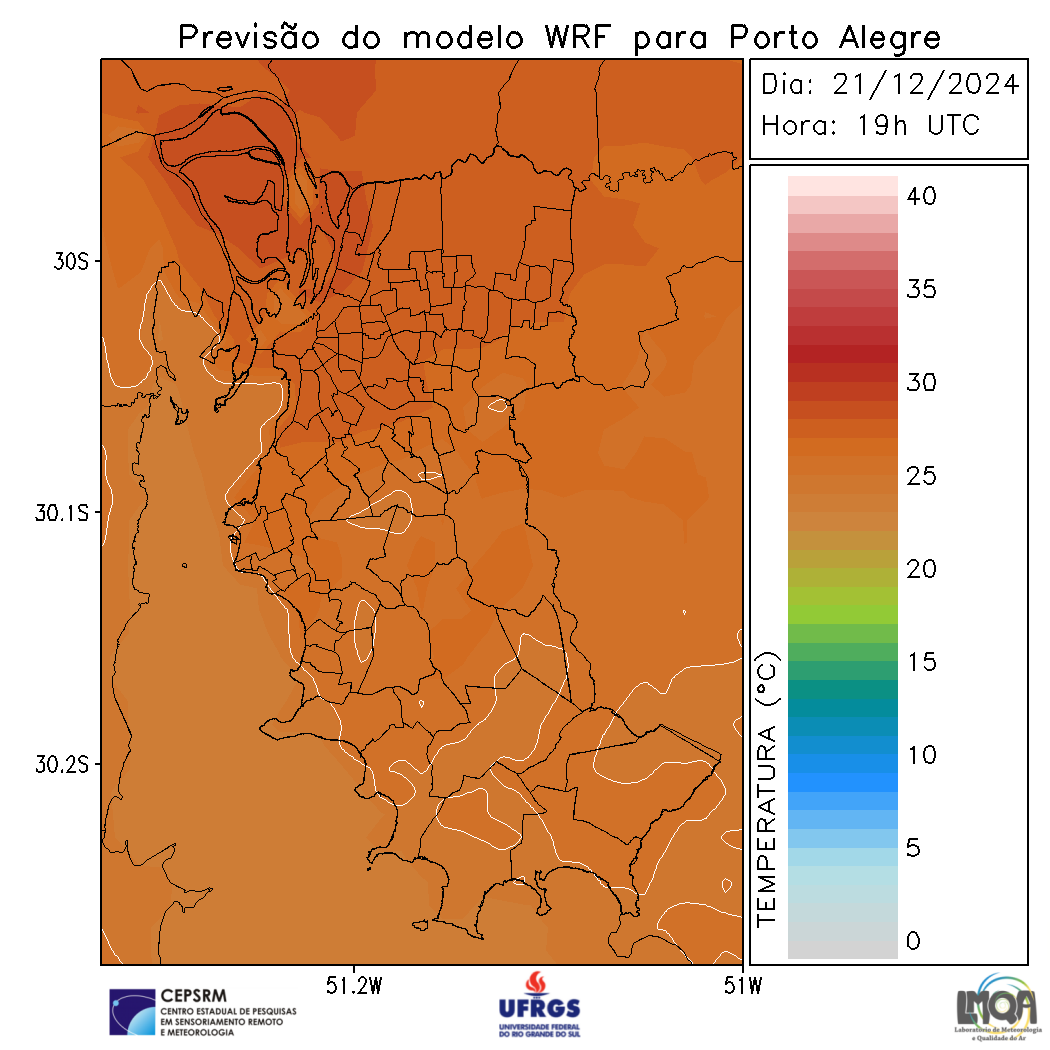 Previsão do modelo WRF para Porto Alegre
Dia: 21/12/2024
Hora: 19h UTC
40
35
30
25
20
15
10
5
0
TEMPERATURA (°C)
30S
30.1S
30.2S
51.2W
51W
CEPSRM
CENTRO ESTADUAL DE PESQUISAS
EM SENSORIAMENTO REMOTO
E METEOROLOGIA
UFRGS
UNIVERSIDADE FEDERAL
DO RIO GRANDE DO SUL
LMQA
Laboratório de Meteorologia
e Qualidade do Ar